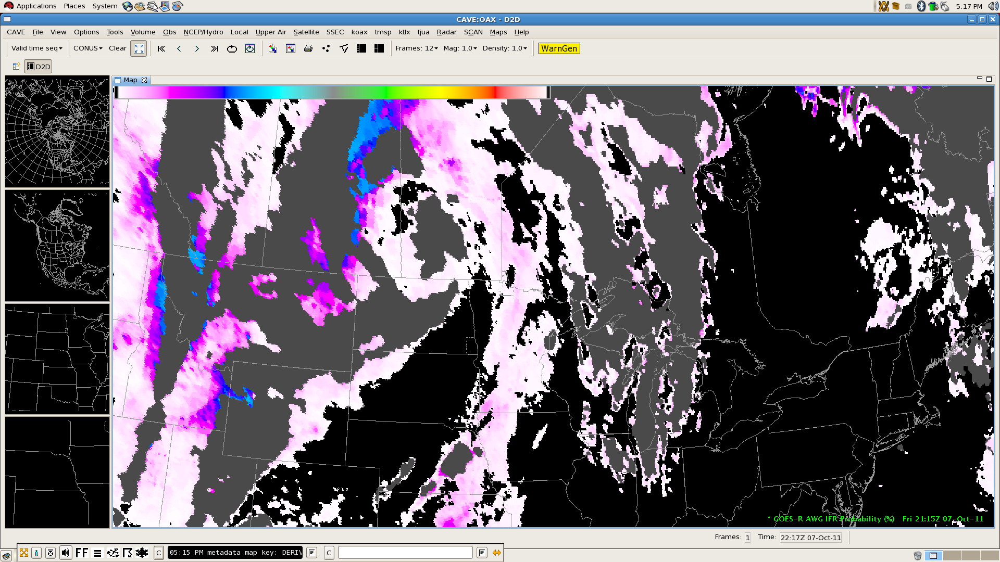 Applications Places System 5:17 PM
CAVE:OAX - D2D
CAVE File View Options Tools Volume Obs NCEP/Hydro Local Upper Air Satellite SSEC koax tmsp ktlx tjua Radar SCAN Maps Help
Valid time seq CONUS Clear Frames: 12 Mag: 1.0 Density: 1.0 WarnGen
D2D
Map
* GOES-R AWG IFR Probability (%) Fri 21:15Z 07-Oct-11
Frames: 1 Time: 22:17Z 07-Oct-11
FF C 05:15 PM metadata map key: DERIV C